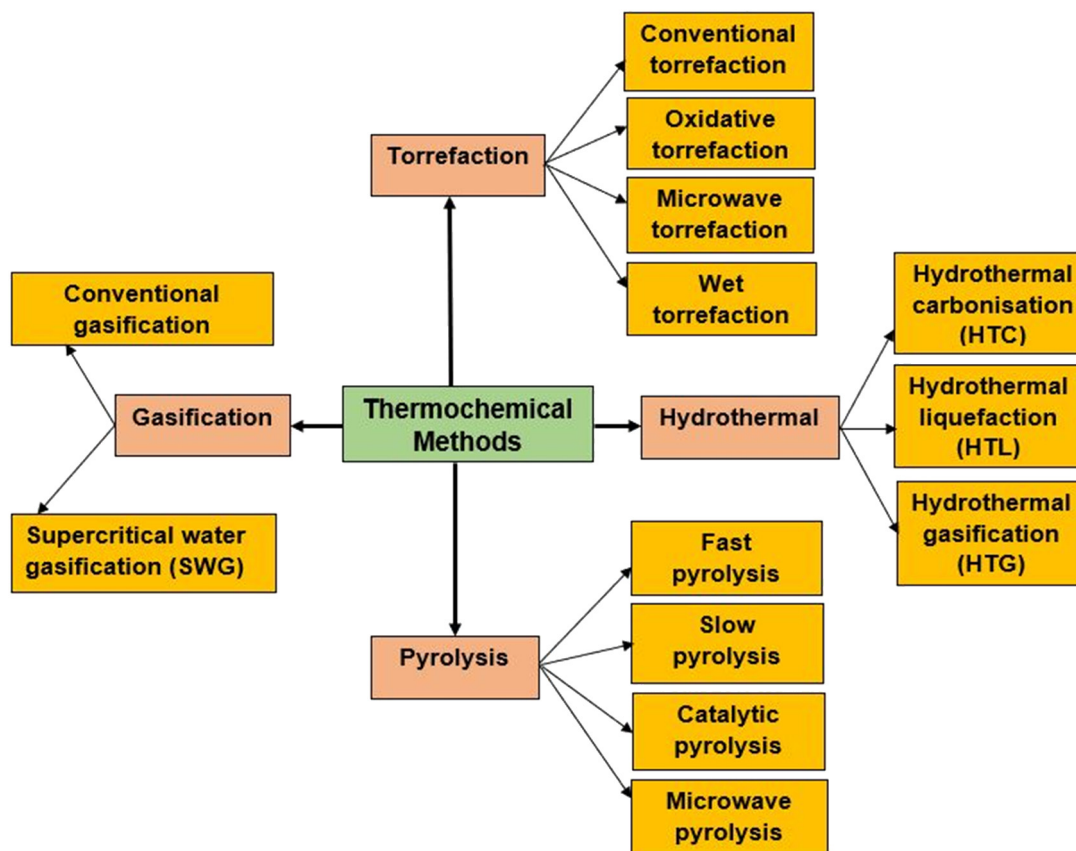 Conventional
torrefaction
Oxidative
torrefaction
Torrefaction
Microwave
torrefaction
Wet
torrefaction
Conventional
gasification
Gasification
Supercritical water
gasification (SWG)
Thermochemical
Methods
Hydrothermal
Hydrothermal
carbonisation
(HTC)
Hydrothermal
liquefaction
(HTL)
Hydrothermal
gasification
(HTG)
Pyrolysis
Fast
pyrolysis
Slow
pyrolysis
Catalytic
pyrolysis
Microwave
pyrolysis